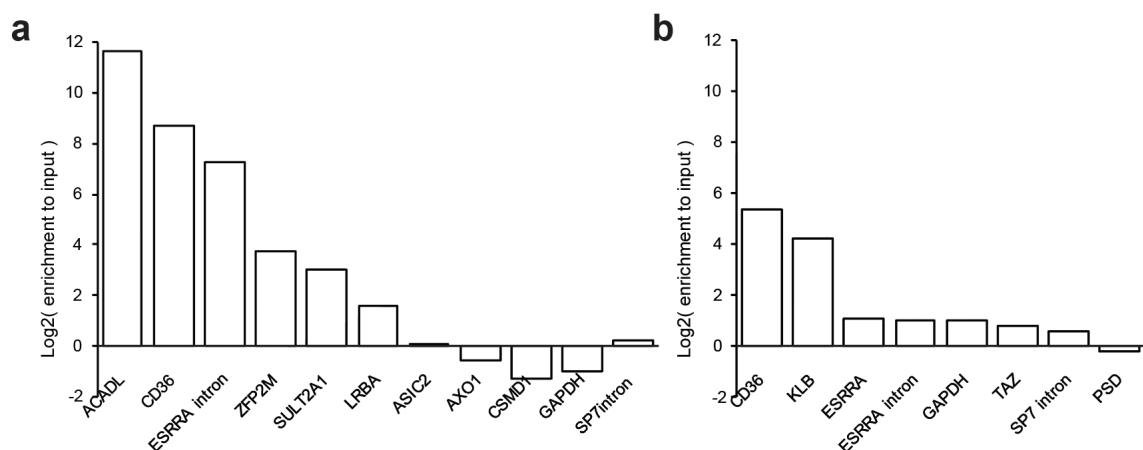 a
Log2( enrichment to input )
12
10
8
6
4
2
0
-2
ACADL
CD36
ESRRA intron
ZFP2M
SULT2A1
LRBA
ASIC2
AXO1
CSMD1
GAPDH
SP7intron
b
Log2( enrichment to input )
12
10
8
6
4
2
0
-2
CD36
KLB
ESRRA
ESRRA intron
GAPDH
TAZ
SP7 intron
PSD